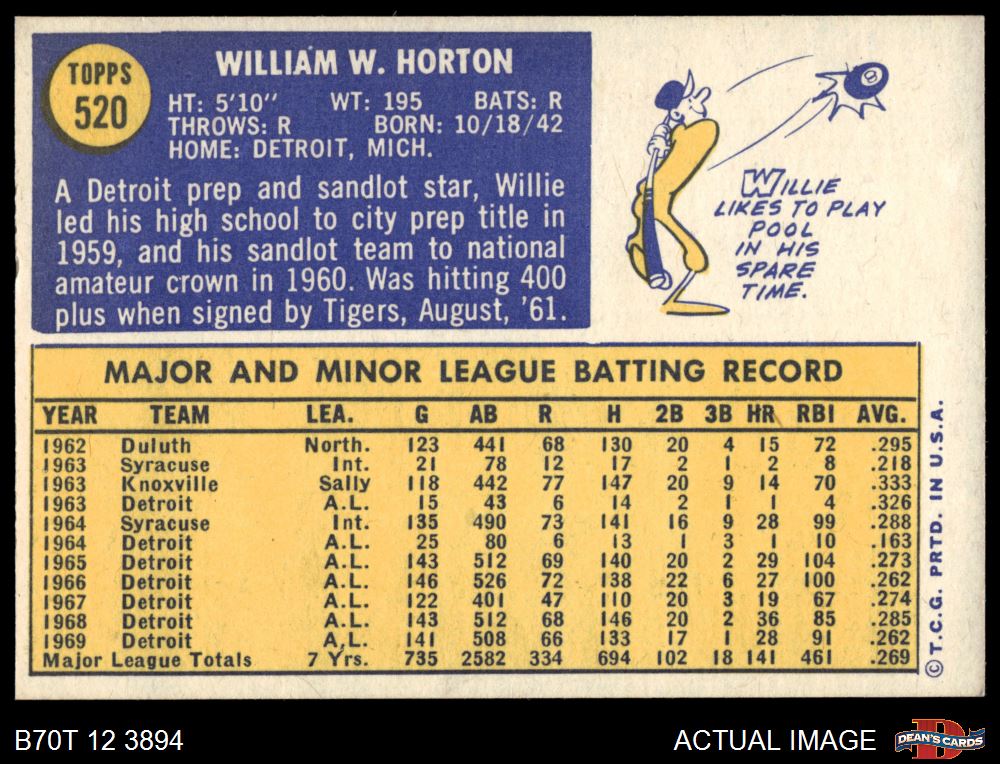 TOPPS
520
WILLIAM W. HORTON
HT: 5'10" WT: 195 BATS: R
THROWS: R BORN: 10/18/42
HOME: DETROIT, MICH.
A Detroit prep and sandlot star, Willie
led his high school to city prep title in
1959, and his sandlot team to national
amateur crown in 1960. Was hitting 400
plus when signed by Tigers, August, '61.
8
WILLIE
LIKES TO PLAY
POOL
IN HIS
SPARE
TIME.
MAJOR AND MINOR LEAGUE BATTING RECORD
YEAR TEAM LEA. G AB R H 2B 3B HR RBI AVG.
1962 Duluth North. 123 441 68 130 20 4 15 72 .295
1963 Syracuse Int. 21 78 12 17 2 1 2 8 .218
1963 Knoxville Sally 118 442 77 147 20 9 14 70 .333
1963 Detroit A.L. 15 43 6 14 2 1 1 4 .326
1964 Syracuse Int. 135 490 73 141 16 9 28 99 .288
1964 Detroit A.L. 25 80 6 13 1 3 1 10 .163
1965 Detroit A.L. 143 512 69 140 20 2 29 104 .273
1966 Detroit A.L. 146 526 72 138 22 6 27 100 .262
1967 Detroit A.L. 122 401 47 110 20 3 19 67 .274
1968 Detroit A.L. 143 512 68 146 20 2 36 85 .285
1969 Detroit A.L. 141 508 66 133 17 1 28 91 .262
Major League Totals 7 Yrs. 735 2582 334 694 102 18 141 461 .269
© T.C.G. PRTD. IN U.S.A.
B70T 12 3894
ACTUAL IMAGE
DEAN'S CARDS